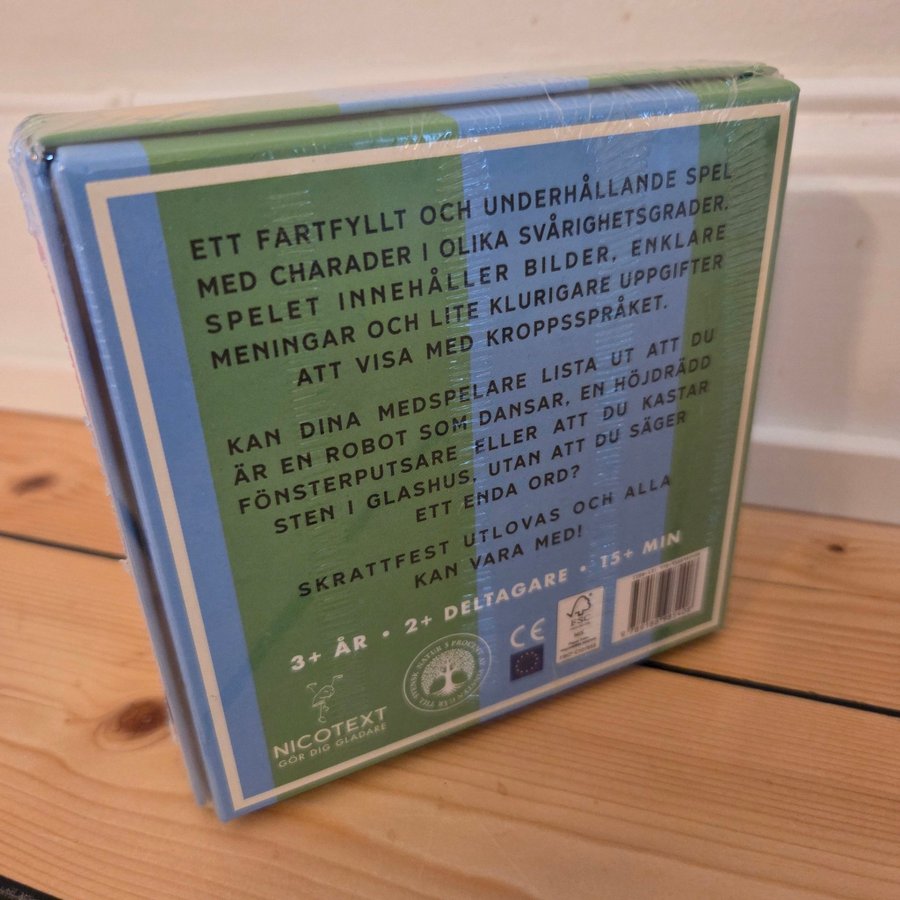 ETT FARTFYLLT OCH UNDERHÅLLANDE SPEL
MED CHARADER I OLIKA SVÅRIGHETSGRADER.
SPELET INNEHÅLLER BILDER, ENKLARE
MENINGAR OCH LITE KLURIGARE UPPGIFTER
ATT VISA MED KROPPSSPRÅKET.
KAN DINA MEDSPELARE LISTA UT ATT DU
ÄR EN ROBOT SOM DANSAR, EN HÖJDRÄDD
FÖNSTERPUTSARE ELLER ATT DU KASTAR
STEN I GLASHUS, UTAN ATT DU SÄGER
ETT ENDA ORD?
SKRATTFEST UTLOVAS OCH ALLA
KAN VARA MED!
3+ ÅR • 2+ DELTAGARE • 15+ MIN
NICOTEXT
GÖR DIG GLADARE
CE
FSC
MIX